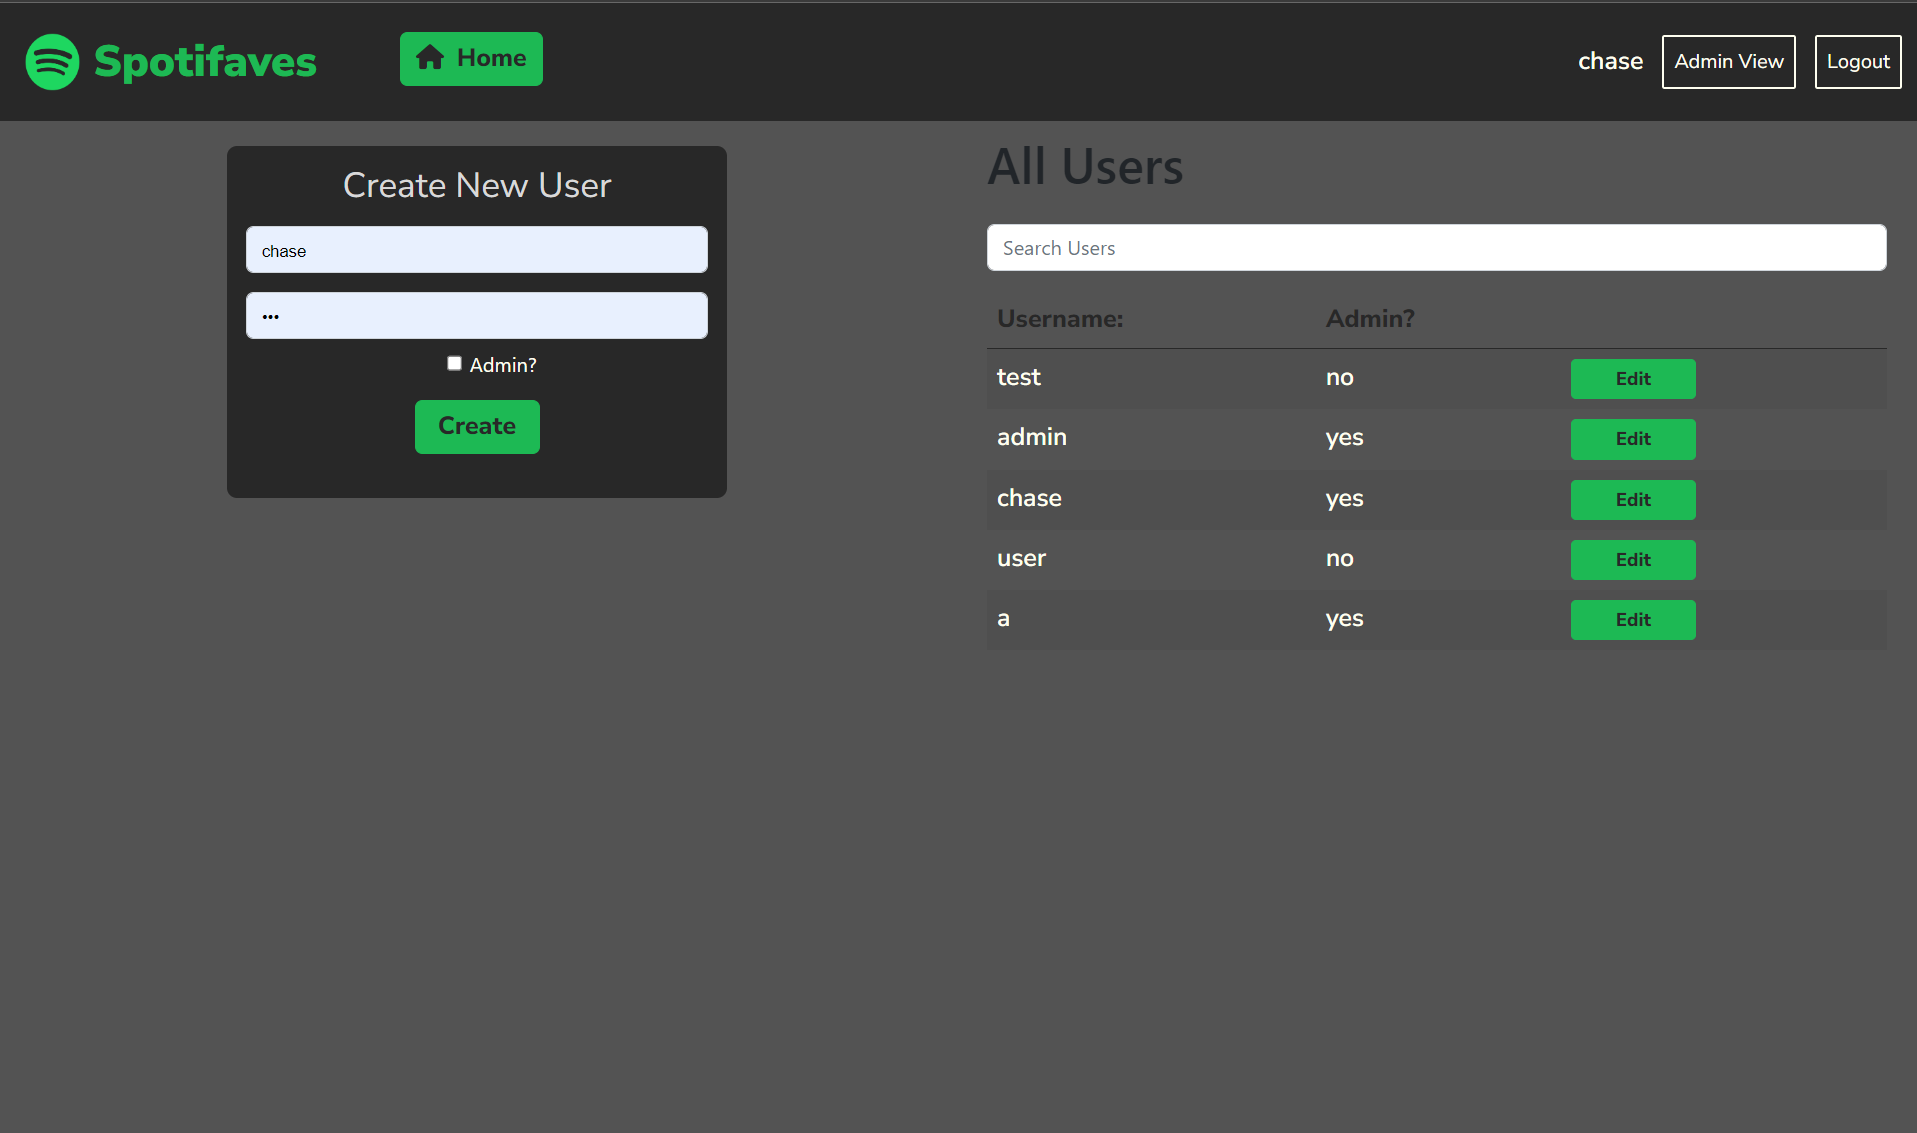 Spotifaves
Home
chase
Admin View
Logout
Create New User
chase
•••
Admin?
Create
All Users
Search Users
Username: Admin?
test no Edit
admin yes Edit
chase yes Edit
user no Edit
a yes Edit